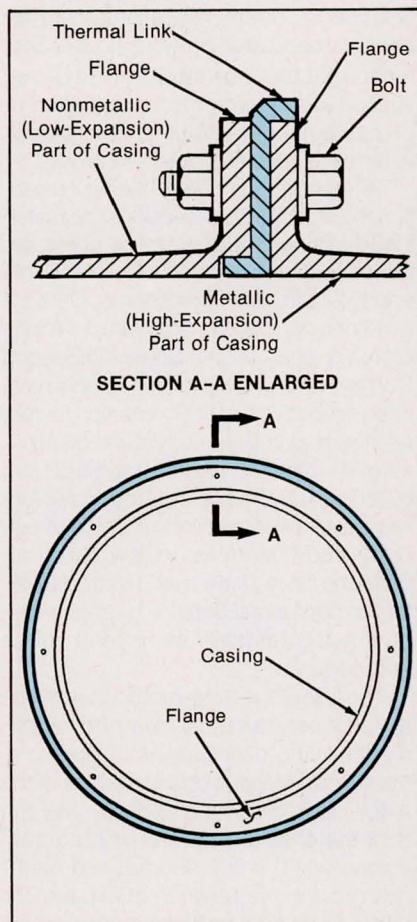 Thermal Link
Flange
Flange
Bolt
Nonmetallic
(Low-Expansion)
Part of Casing
Metallic
(High-Expansion)
Part of Casing
SECTION A–A ENLARGED
A
A
Casing
Flange